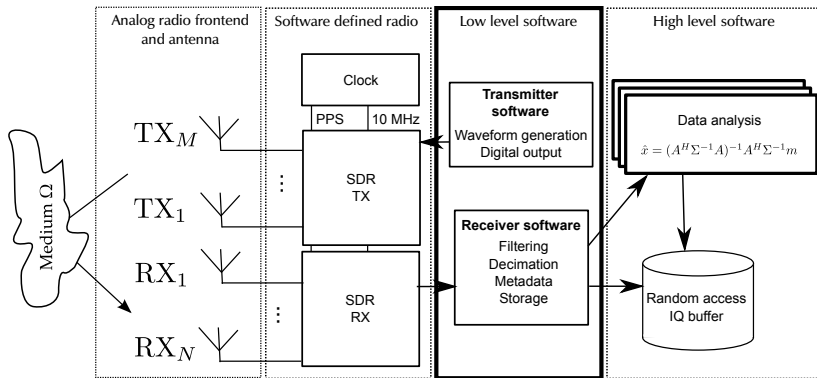 Analog radio frontend
and antenna
Software defined radio
Low level software
High level software
Clock
PPS
10 MHz
TX_M
TX_1
RX_1
RX_N
Medium Ω
...
...
SDR
TX
SDR
RX
Transmitter
software
Waveform generation
Digital output
Receiver software
Filtering
Decimation
Metadata
Storage
Data analysis
x̂ = (A^H Σ^{-1} A)^{-1} A^H Σ^{-1} m
Random access
IQ buffer